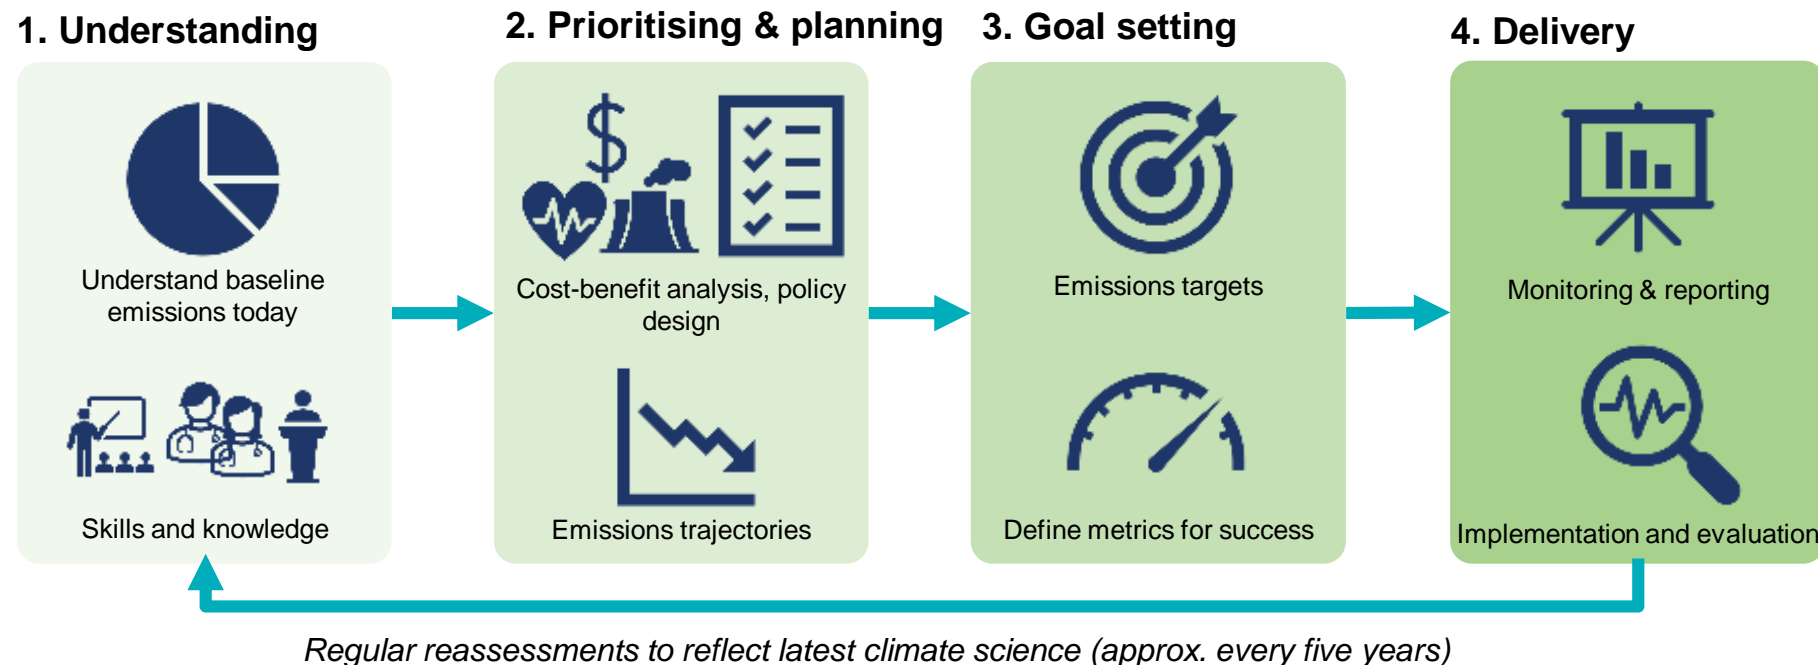 1. Understanding
Understand baseline
emissions today
Skills and knowledge
2. Prioritising & planning
$
Cost-benefit analysis, policy
design
Emissions trajectories
3. Goal setting
Emissions targets
Define metrics for success
4. Delivery
Monitoring & reporting
Implementation and evaluation
Regular reassessments to reflect latest climate science (approx. every five years)